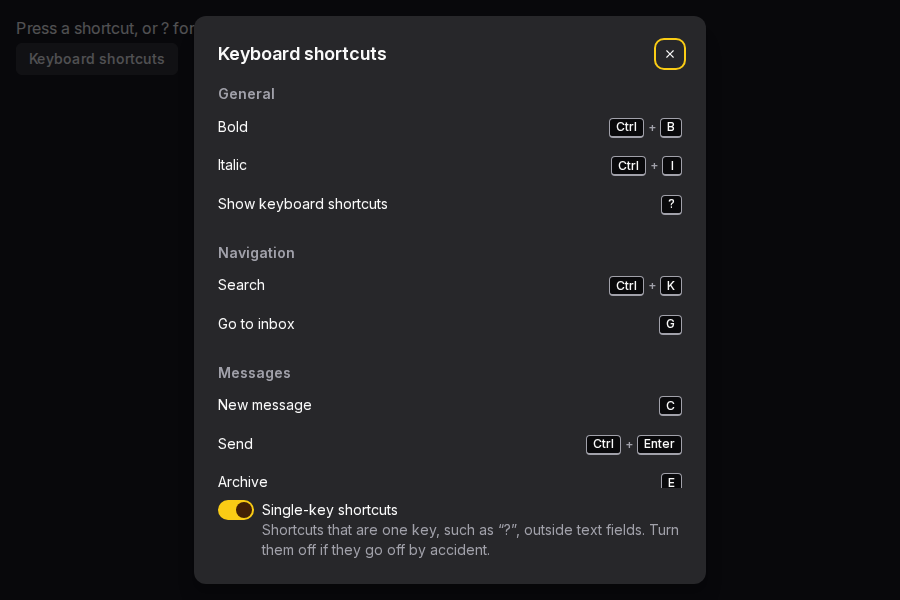 Press a shortcut, or ? for
Keyboard shortcuts
Keyboard shortcuts
General
Bold Ctrl + B
Italic Ctrl + I
Show keyboard shortcuts ?
Navigation
Search Ctrl + K
Go to inbox G
Messages
New message C
Send Ctrl + Enter
Archive E
Single-key shortcuts
Shortcuts that are one key, such as “?”, outside text fields. Turn
them off if they go off by accident.